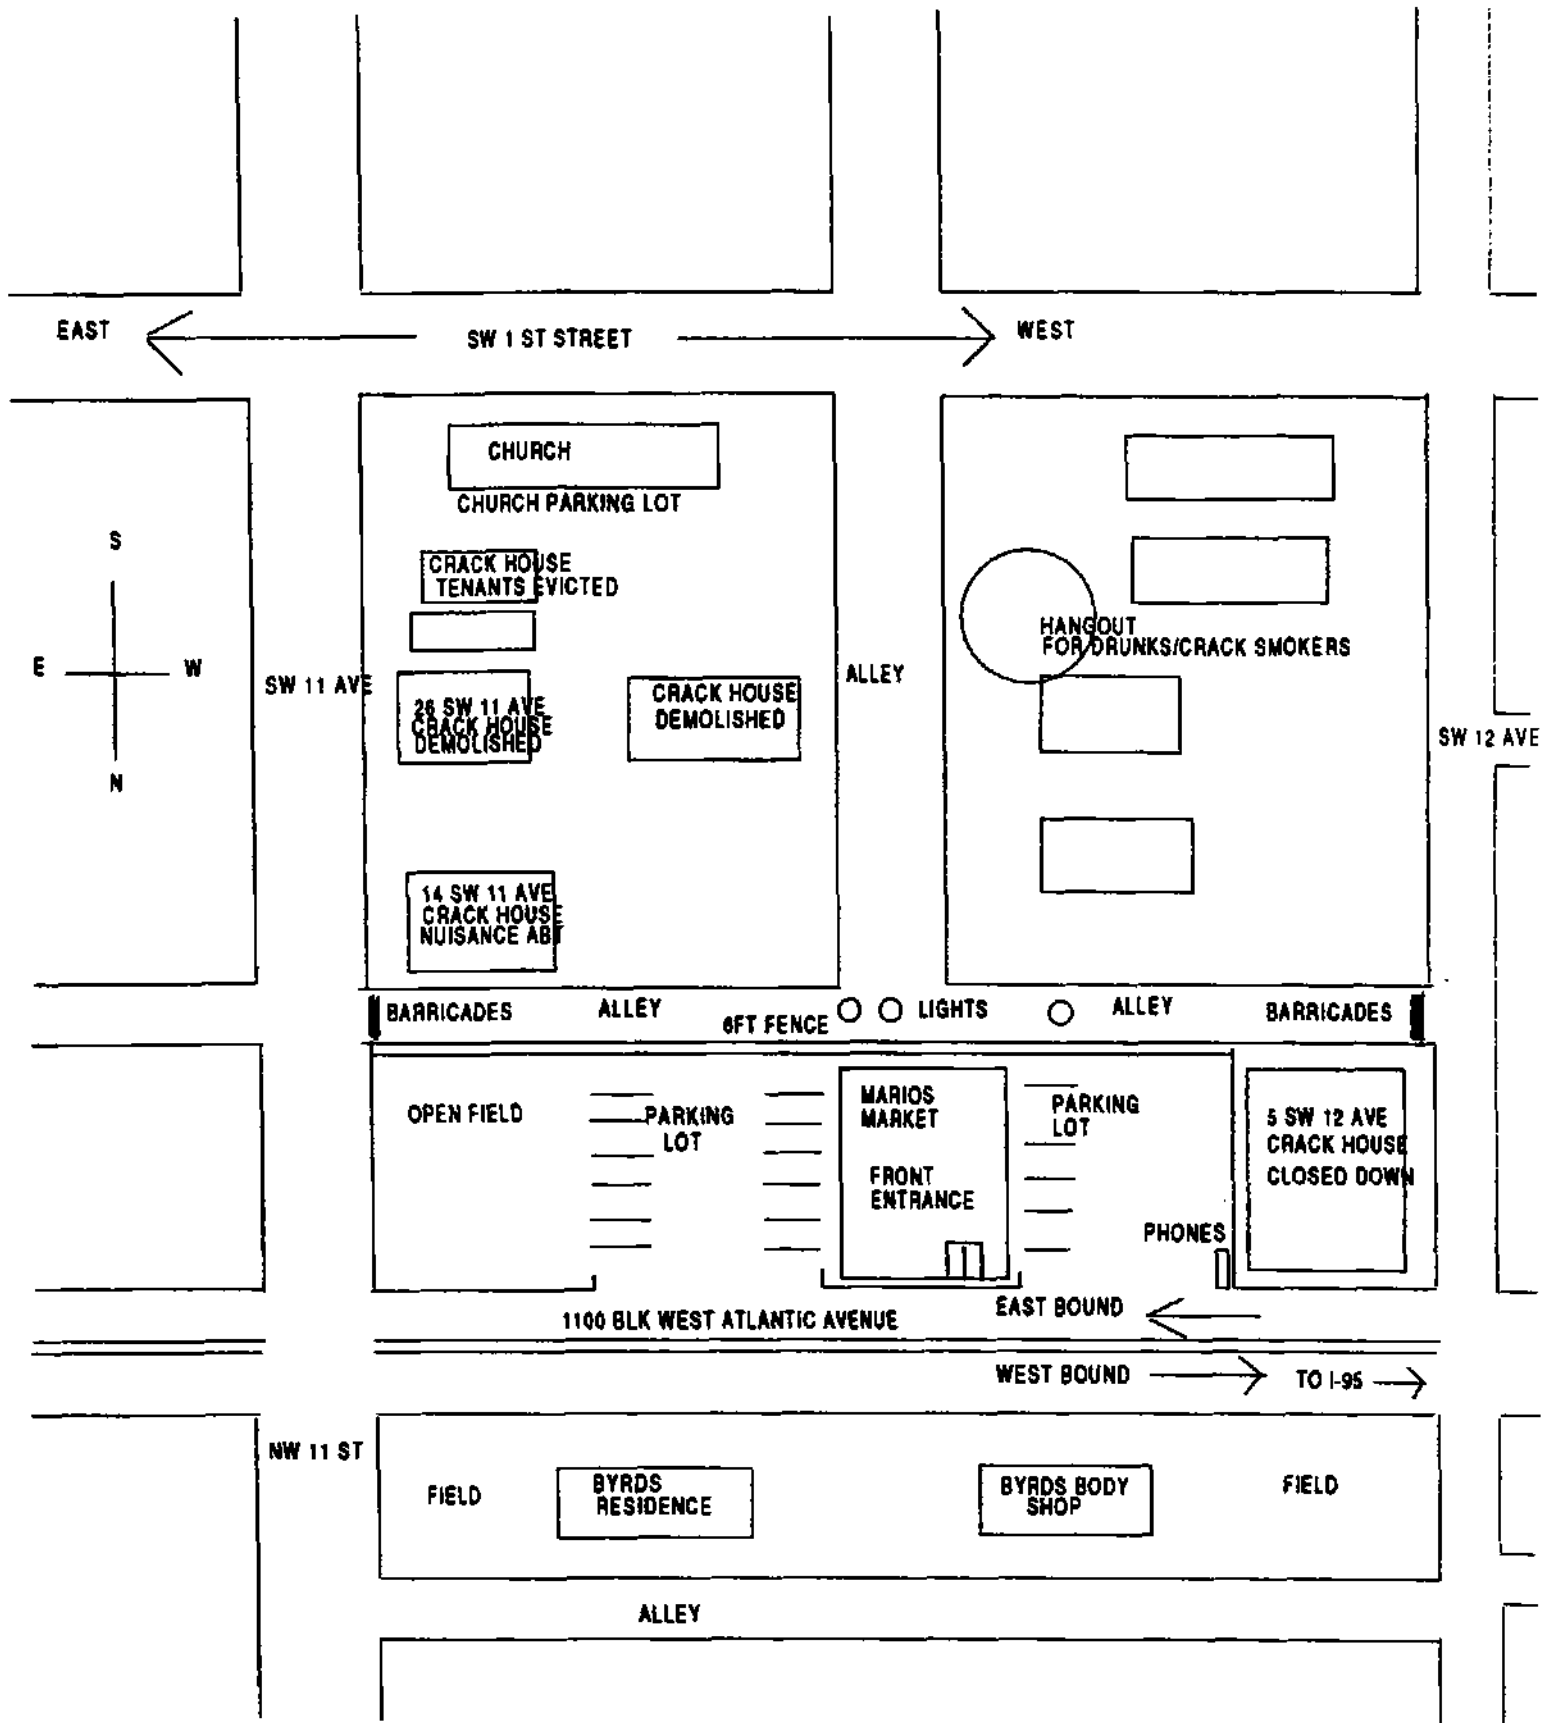 EAST
SW 1 ST STREET
WEST
CHURCH
CHURCH PARKING LOT
S
CRACK HOUSE
TENANTS EVICTED
HANGOUT
FOR DRUNKS/CRACK SMOKERS
E
W
SW 11 AVE
ALLEY
26 SW 11 AVE
CRACK HOUSE
DEMOLISHED
CRACK HOUSE
DEMOLISHED
SW 12 AVE
N
14 SW 11 AVE
CRACK HOUSE
NUISANCE ABT
BARRICADES
ALLEY
6FT FENCE
LIGHTS
ALLEY
BARRICADES
OPEN FIELD
PARKING
LOT
MARIOS
MARKET
FRONT
ENTRANCE
PARKING
LOT
5 SW 12 AVE
CRACK HOUSE
CLOSED DOWN
PHONES
1100 BLK WEST ATLANTIC AVENUE
EAST BOUND
WEST BOUND
TO I-95
NW 11 ST
FIELD
BYRDS
RESIDENCE
BYRDS BODY
SHOP
FIELD
ALLEY